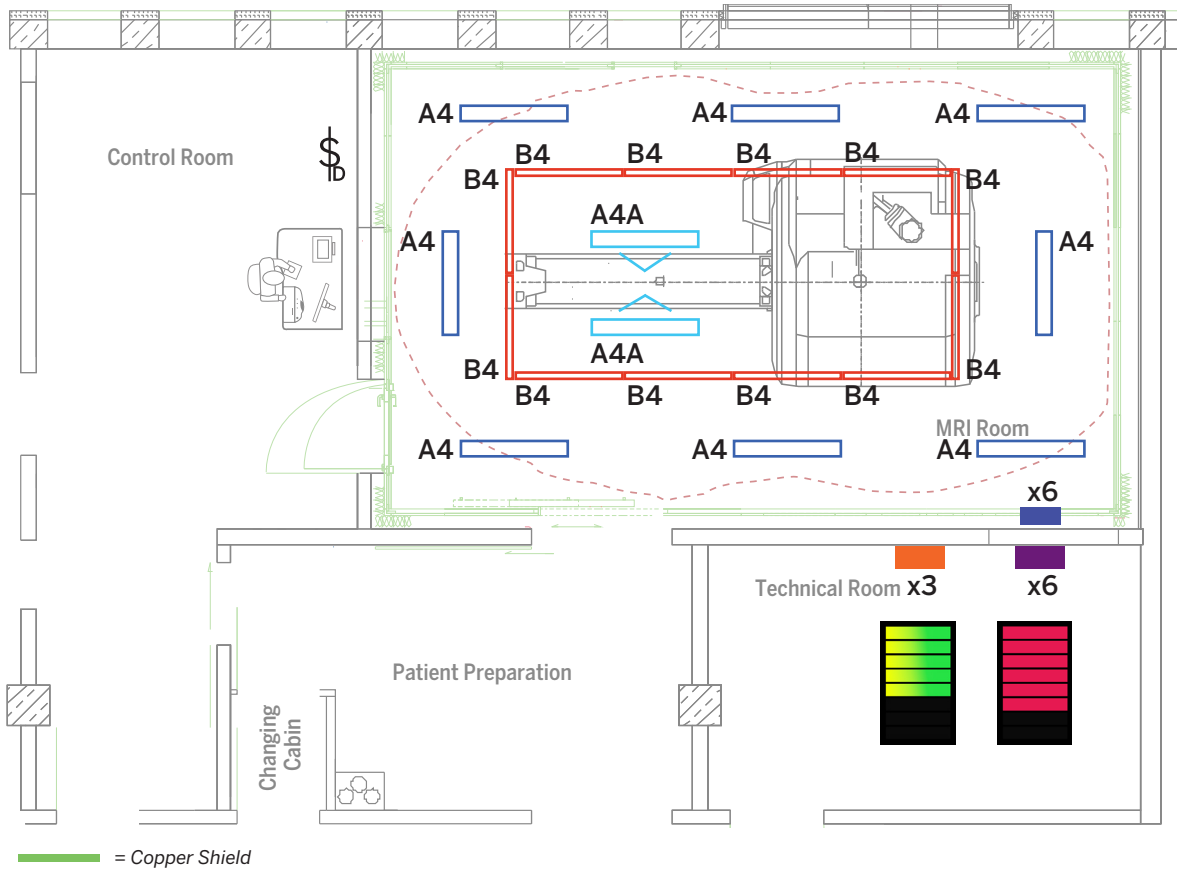 A4
A4
A4
Control Room
$D
B4
B4
B4
B4
B4
B4
A4A
A4
A4
A4A
B4
B4
B4
B4
B4
B4
MRI Room
A4
A4
A4
x6
Technical Room
x3
x6
Patient Preparation
Changing
Cabin
= Copper Shield